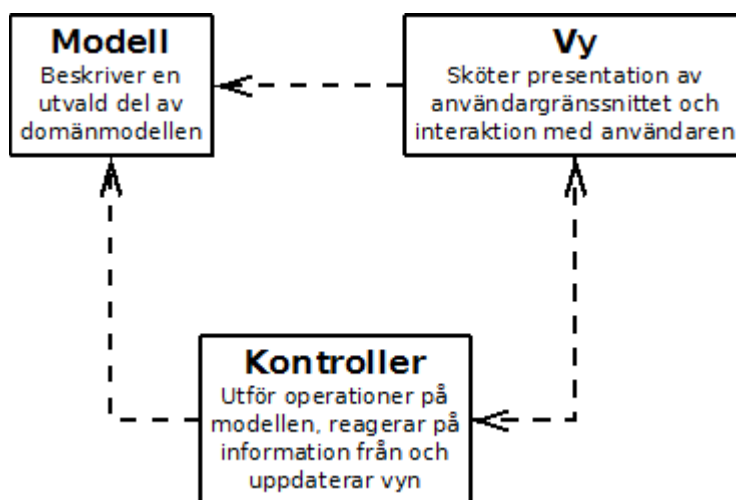 Modell
Beskriver en
utvald del av
domänmodellen
Vy
Sköter presentation av
användargränssnittet och
interaktion med användaren
Kontroller
Utför operationer på
modellen, reagerar på
information från och
uppdaterar vyn